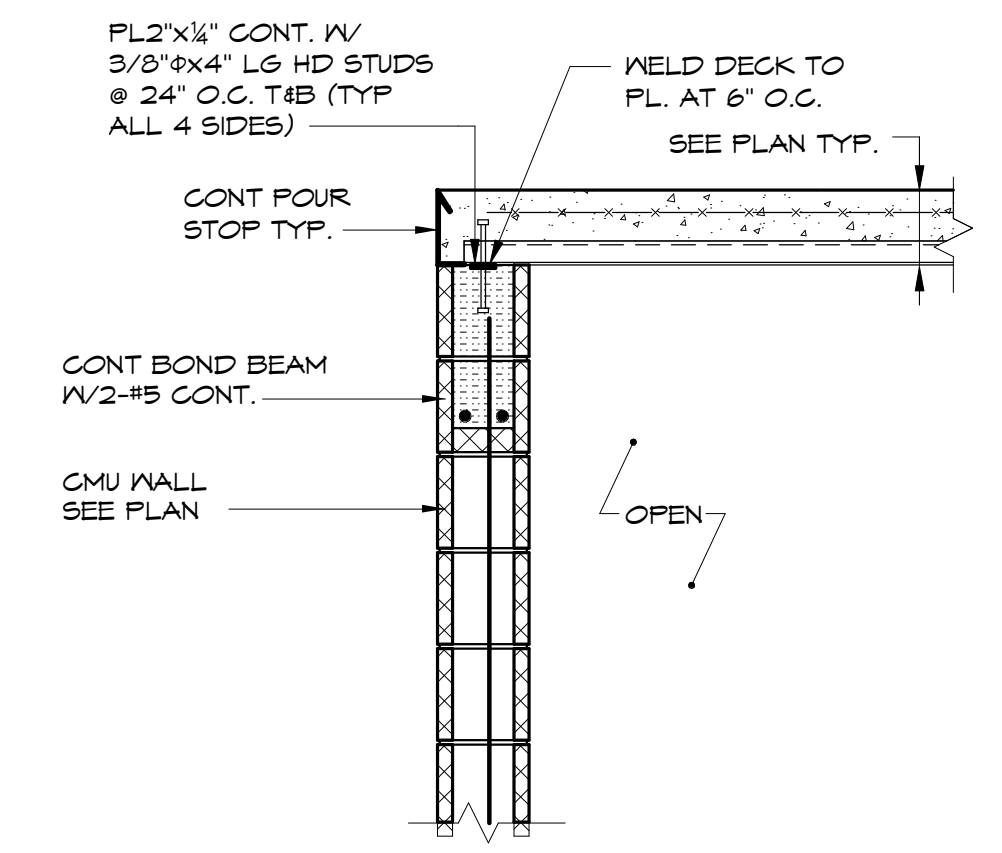 PL2"x¼" CONT. W/
3/8"Φx4" LG HD STUDS
@ 24" O.C. T&B (TYP
ALL 4 SIDES)
WELD DECK TO
PL. AT 6" O.C.
SEE PLAN TYP.
CONT POUR
STOP TYP.
CONT BOND BEAM
W/2-#5 CONT.
CMU WALL
SEE PLAN
OPEN